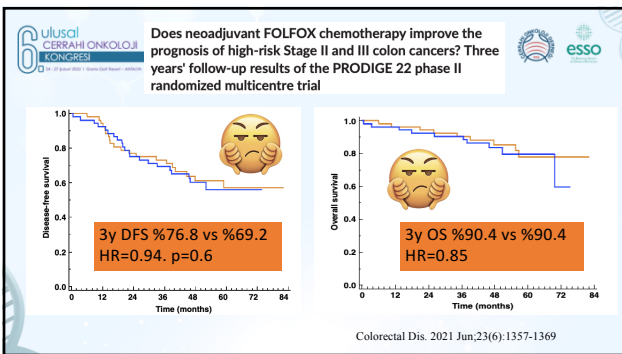 6.
ulusal
CERRAHİ ONKOLOJİ
KONGRESİ
Does neoadjuvant FOLFOX chemotherapy improve the
prognosis of high-risk Stage II and III colon cancers? Three
years' follow-up results of the PRODIGE 22 phase II
randomized multicentre trial
esso
Disease-free survival
1.0
0.8
0.6
0.4
0.2
0.0
3y DFS %76.8 vs %69.2
HR=0.94. p=0.6
0 12 24 36 48 60 72 84
Time (months)
Overall survival
1.0
0.8
0.6
0.4
0.2
0.0
3y OS %90.4 vs %90.4
HR=0.85
0 12 24 36 48 60 72 84
Time (months)
Colorectal Dis. 2021 Jun;23(6):1357-1369